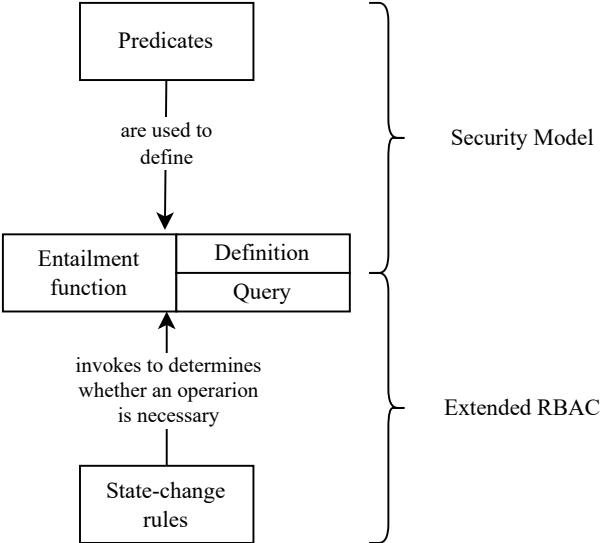 Predicates
are used to
define
Security Model
Entailment
function
Definition
Query
invokes to determines
whether an operarion
is necessary
Extended RBAC
State-change
rules